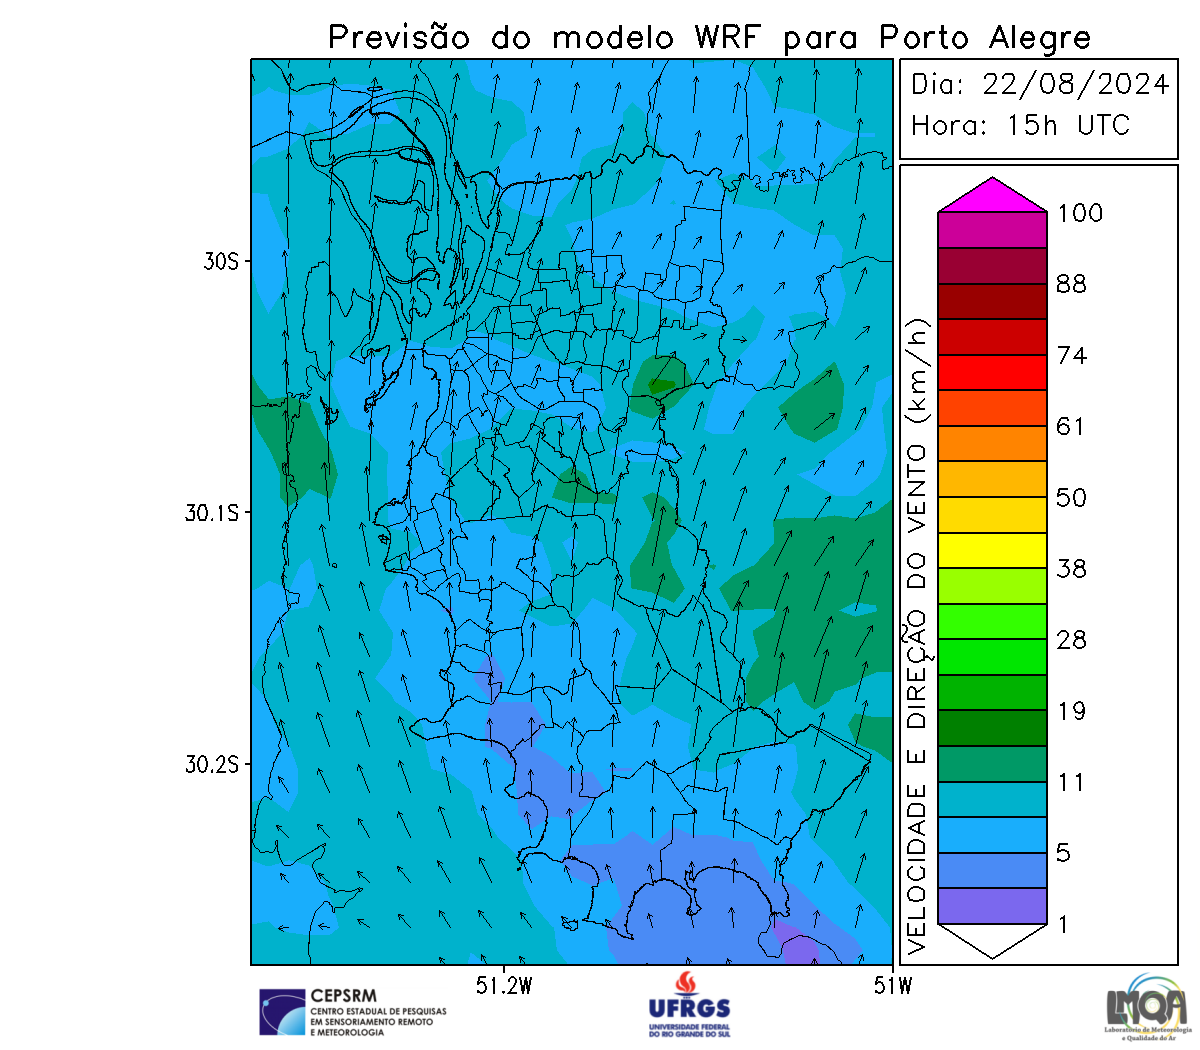 Previsão do modelo WRF para Porto Alegre
Dia: 22/08/2024
Hora: 15h UTC
30S
30.1S
30.2S
51.2W
51W
VELOCIDADE E DIREÇÃO DO VENTO (km/h)
100
88
74
61
50
38
28
19
11
5
1
CEPSRM
CENTRO ESTADUAL DE PESQUISAS
EM SENSORIAMENTO REMOTO
E METEOROLOGIA
UFRGS
UNIVERSIDADE FEDERAL
DO RIO GRANDE DO SUL
LMQA
Laboratório de Meteorologia
e Qualidade do Ar